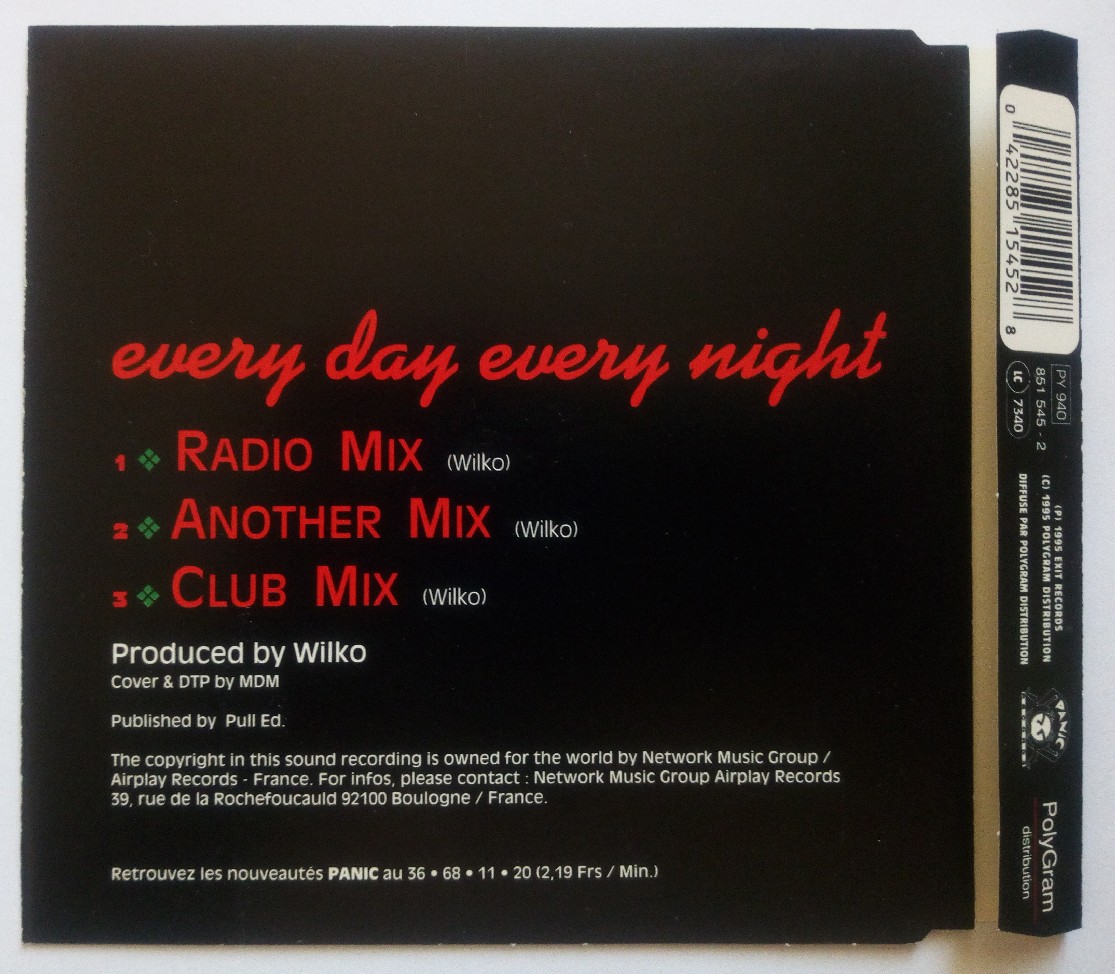 every day every night
1 ❖ RADIO MIX (Wilko)
2 ❖ ANOTHER MIX (Wilko)
3 ❖ CLUB MIX (Wilko)
Produced by Wilko
Cover & DTP by MDM
Published by Pull Ed.
The copyright in this sound recording is owned for the world by Network Music Group /
Airplay Records - France. For infos, please contact : Network Music Group Airplay Records
39, rue de la Rochefoucauld 92100 Boulogne / France.
Retrouvez les nouveautés PANIC au 36 • 68 • 11 • 20 (2,19 Frs / Min.)
0 42285 15452 8
PY 940
851 545 - 2
LC 7340
(P) 1995 EXIT RECORDS
(C) 1995 POLYGRAM DISTRIBUTION
DIFFUSE PAR POLYGRAM DISTRIBUTION
PANIC
PolyGram
distribution